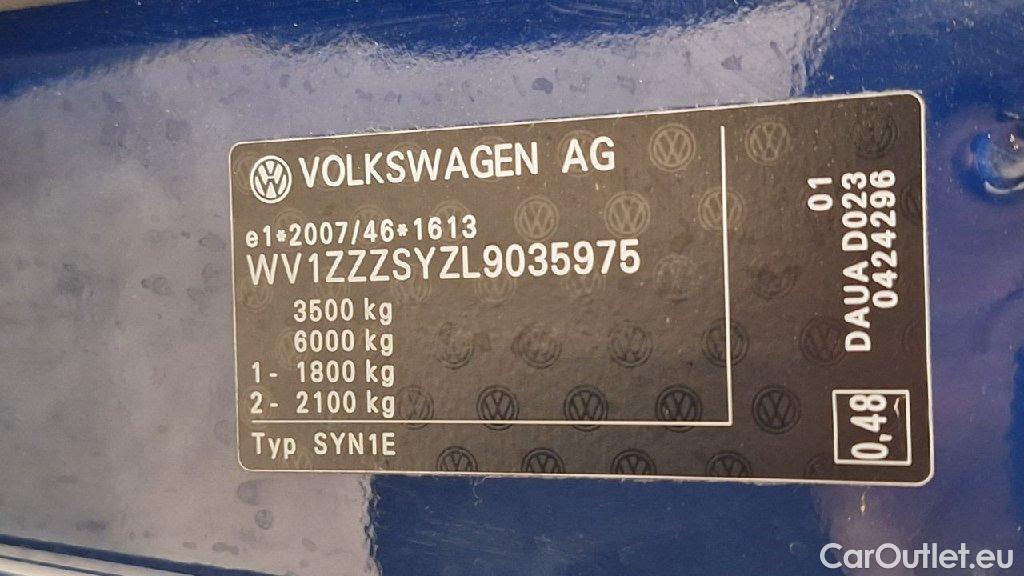 VOLKSWAGEN AG
e1*2007/46*1613
WV1ZZZSYZL9035975
3500 kg
6000 kg
1- 1800 kg
2- 2100 kg
Typ SYN1E
01
DAUA D023
04244296
0,48
CarOutlet.eu